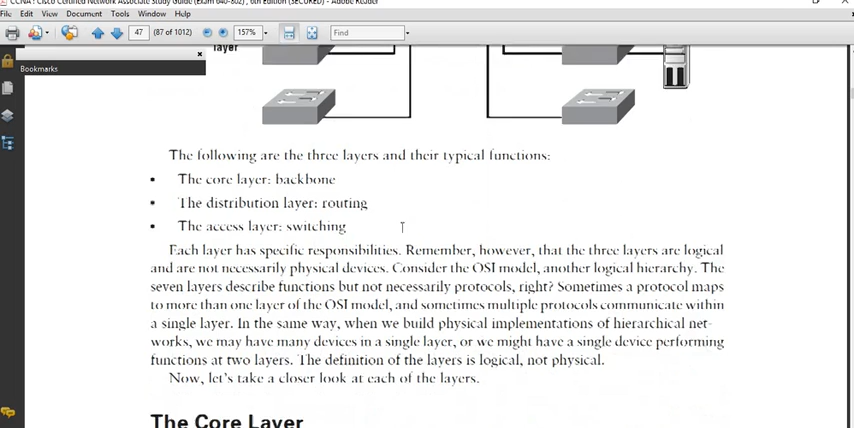 CCNA : Cisco Certified Network Associate Study Guide (Exam 640-802), 6th Edition (SECURED) - Adobe Reader
File Edit View Document Tools Window Help
47 (87 of 1012) 157% Find
Bookmarks
layer
The following are the three layers and their typical functions:
• The core layer: backbone
• The distribution layer: routing
• The access layer: switching
Each layer has specific responsibilities. Remember, however, that the three layers are logical
and are not necessarily physical devices. Consider the OSI model, another logical hierarchy. The
seven layers describe functions but not necessarily protocols, right? Sometimes a protocol maps
to more than one layer of the OSI model, and sometimes multiple protocols communicate within
a single layer. In the same way, when we build physical implementations of hierarchical net-
works, we may have many devices in a single layer, or we might have a single device performing
functions at two layers. The definition of the layers is logical, not physical.
Now, let's take a closer look at each of the layers.
The Core Layer